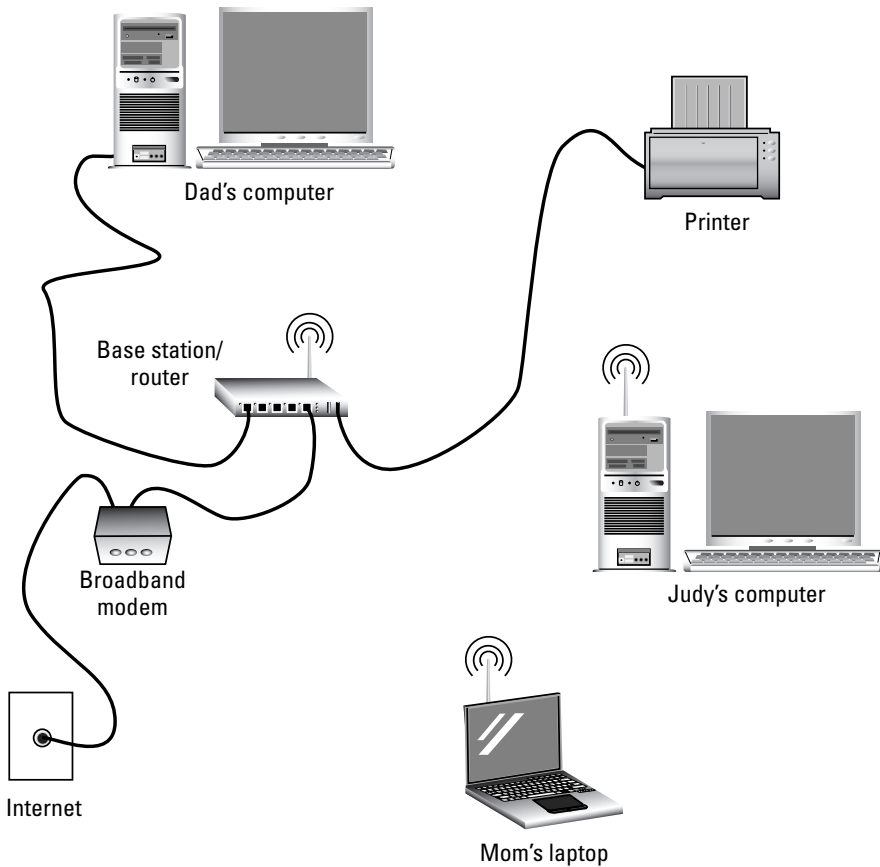 Dad's computer
Printer
Base station/
router
Broadband
modem
Judy's computer
Internet
Mom's laptop